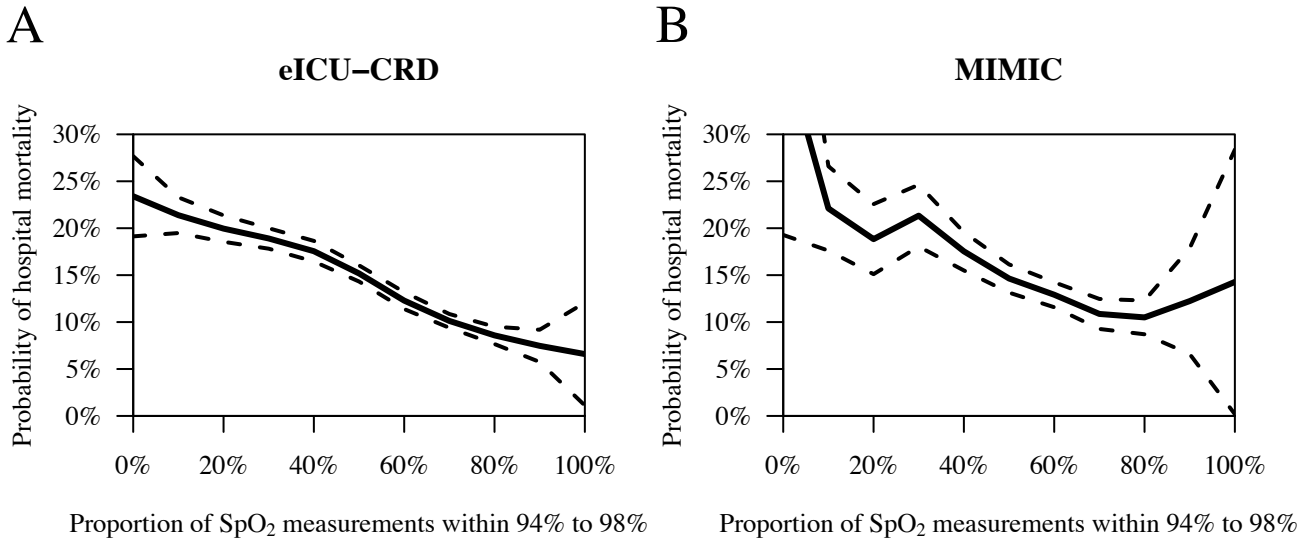 A
eICU–CRD
Probability of hospital mortality
30%
25%
20%
15%
10%
5%
0%
0% 20% 40% 60% 80% 100%
Proportion of SpO2 measurements within 94% to 98%
B
MIMIC
Probability of hospital mortality
30%
25%
20%
15%
10%
5%
0%
0% 20% 40% 60% 80% 100%
Proportion of SpO2 measurements within 94% to 98%